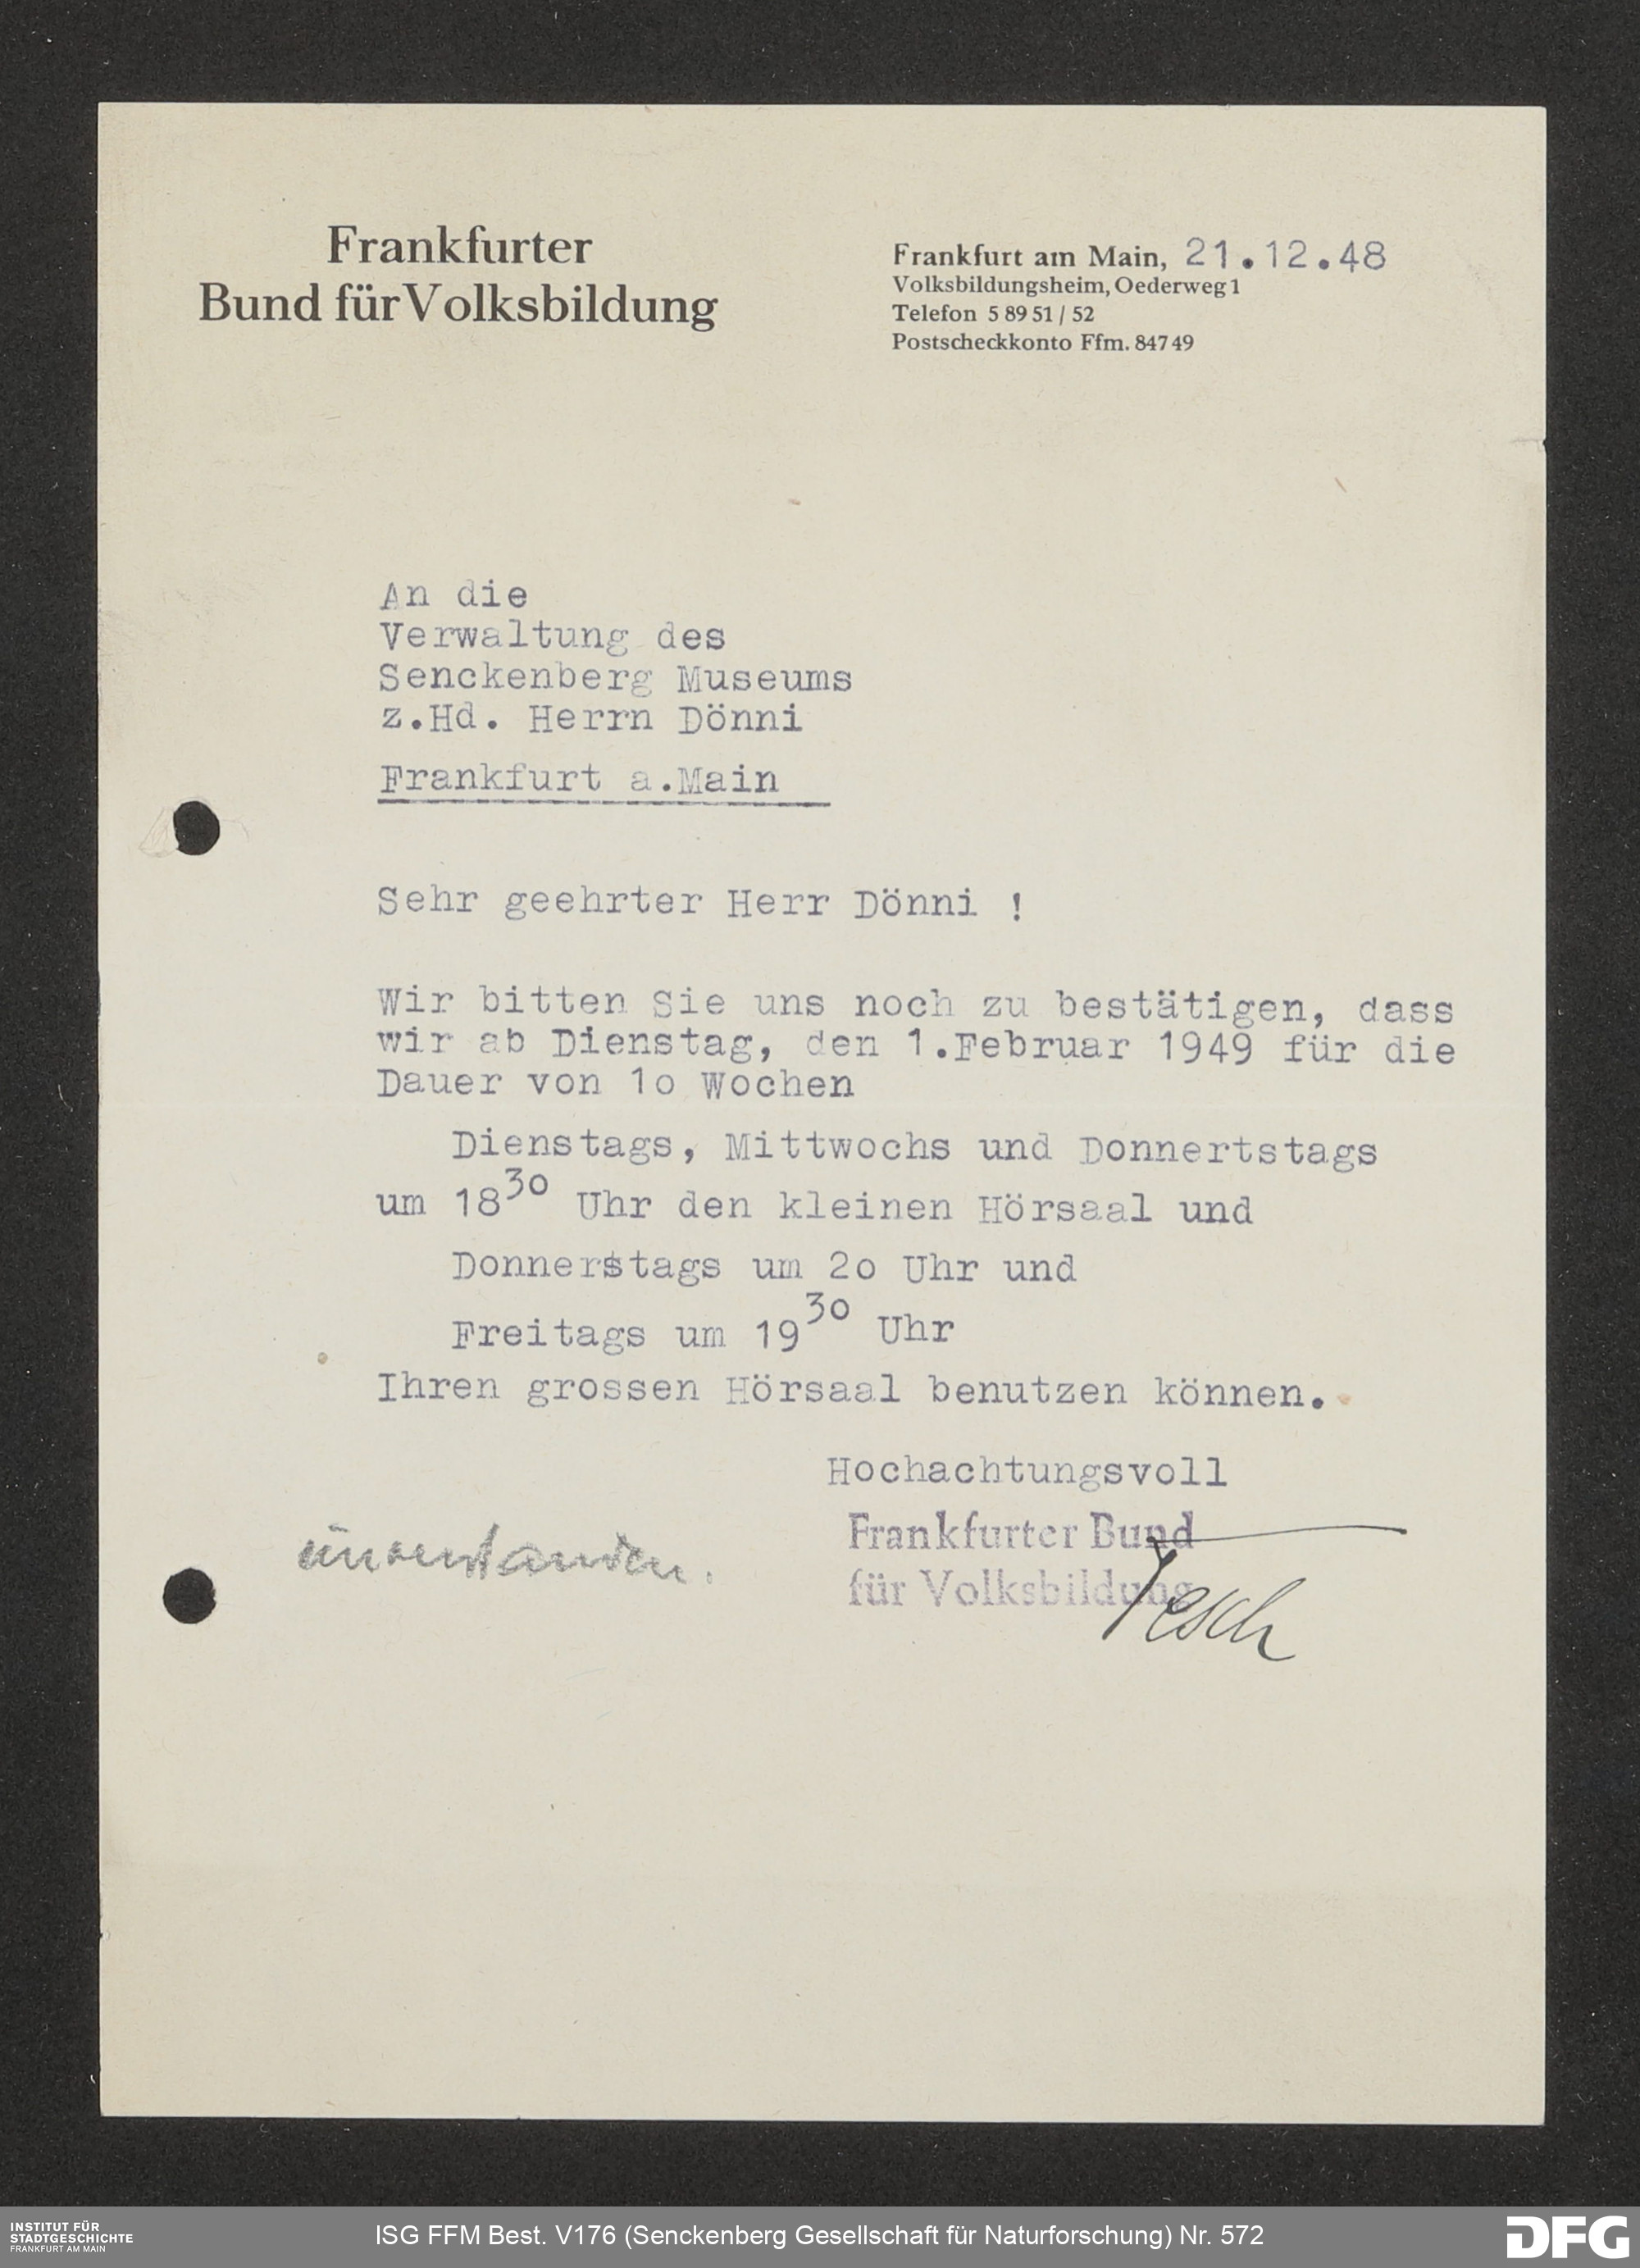 Frankfurter
Bund für Volksbildung
Frankfurt am Main, 21.12.48
Volksbildungsheim, Oederweg 1
Telefon 5 89 51 / 52
Postscheckkonto Ffm. 847 49
An die
Verwaltung des
Senckenberg Museums
z.Hd. Herrn Dönni
Frankfurt a.Main
Sehr geehrter Herr Dönni !
Wir bitten Sie uns noch zu bestätigen, dass
wir ab Dienstag, den 1.Februar 1949 für die
Dauer von 1o Wochen
Dienstags, Mittwochs und Donnertstags
um 18³⁰ Uhr den kleinen Hörsaal und
Donnerstags um 2o Uhr und
Freitags um 19³⁰ Uhr
Ihren grossen Hörsaal benutzen können.
Hochachtungsvoll
Frankfurter Bund
für Volksbildung
einverstanden.
INSTITUT FÜR
STADTGESCHICHTE
FRANKFURT AM MAIN
ISG FFM Best. V176 (Senckenberg Gesellschaft für Naturforschung) Nr. 572
DFG